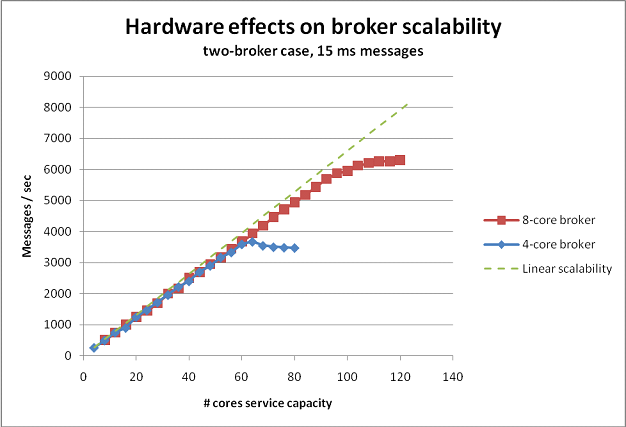 Hardware effects on broker scalability
two-broker case, 15 ms messages
9000
8000
7000
6000
5000
4000
3000
2000
1000
0
Messages / sec
0 20 40 60 80 100 120 140
# cores service capacity
8-core broker
4-core broker
Linear scalability